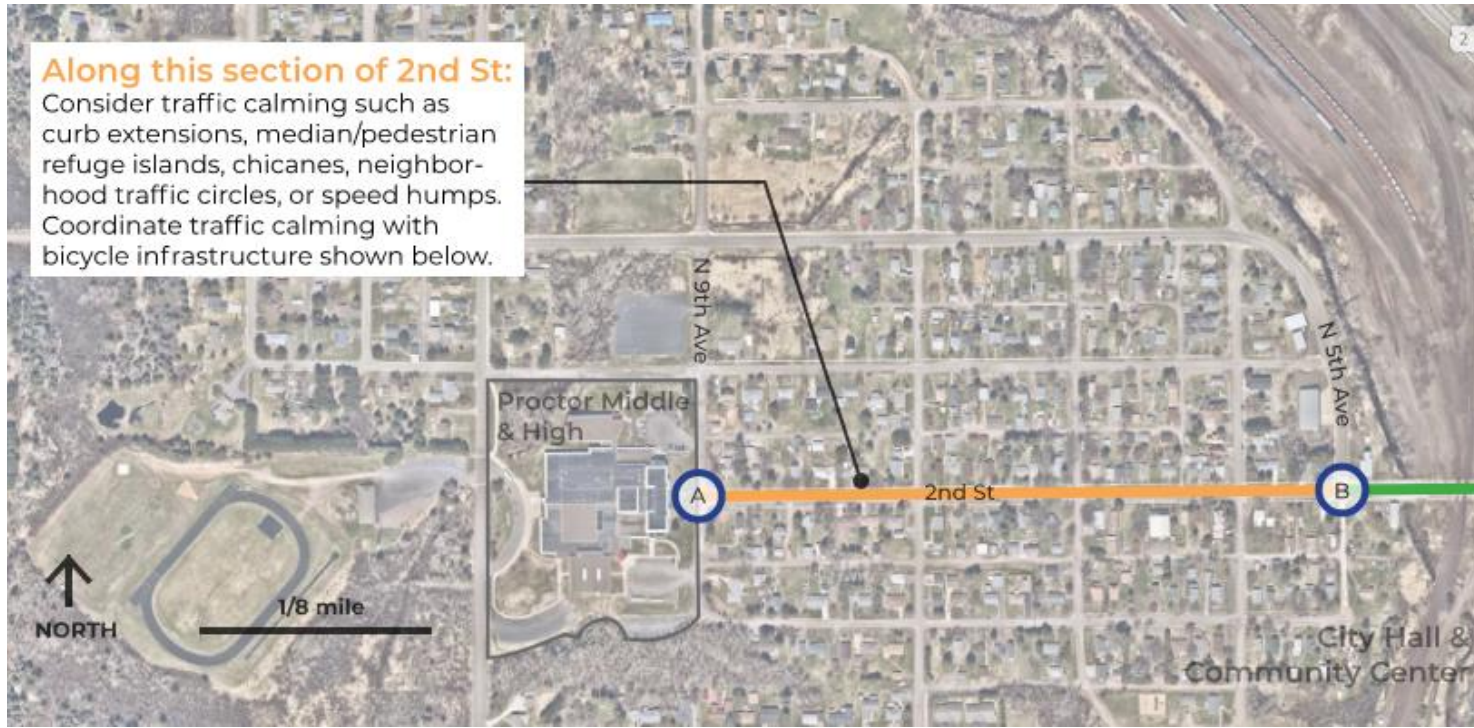 Along this section of 2nd St:
Consider traffic calming such as
curb extensions, median/pedestrian
refuge islands, chicanes, neighbor-
hood traffic circles, or speed humps.
Coordinate traffic calming with
bicycle infrastructure shown below.
2
N 9th Ave
N 5th Ave
Proctor Middle
& High
A
2nd St
B
1/8 mile
NORTH
City Hall &
Community Center